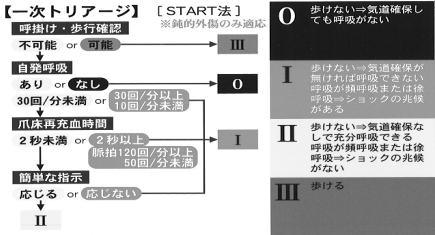 【一次トリアージ】 [START法]
※鈍的外傷のみ適応
呼掛け・歩行確認
不可能 or 可能
III
自発呼吸
あり or なし
O
30回/分未満 or 30回/分以上
10回/分未満
爪床再充血時間
2秒未満 or 2秒以上
脈拍120回/分以上
50回/分未満
I
簡単な指示
応じる or 応じない
II
O
歩けない⇒気道確保し
ても呼吸がない
I
歩けない⇒気道確保が
無ければ呼吸できない
呼吸が頻呼吸または徐
呼吸⇒ショックの兆候
がある
II
歩けない⇒気道確保な
しで充分呼吸できる
呼吸が頻呼吸または徐
呼吸⇒ショックの兆候
がない
III
歩ける